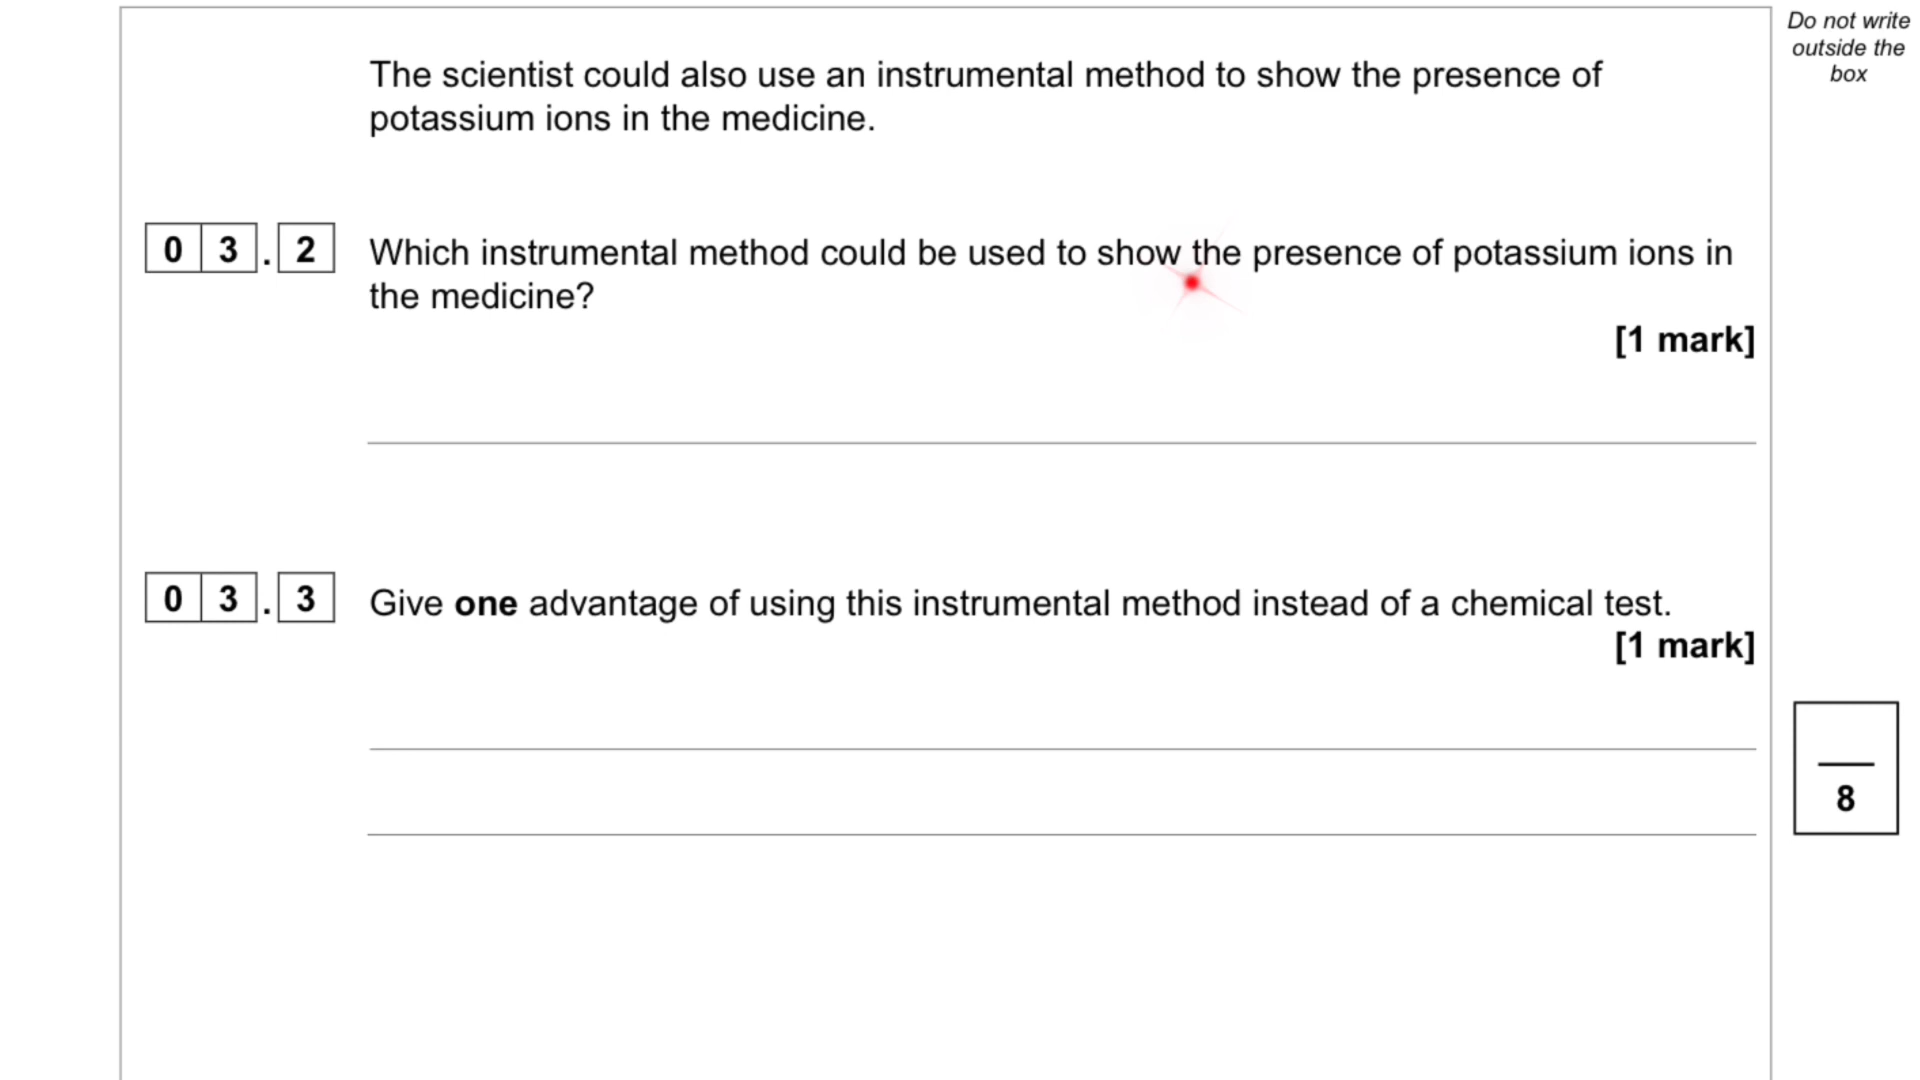 Do not write
outside the
box
The scientist could also use an instrumental method to show the presence of
potassium ions in the medicine.
0 3 . 2 Which instrumental method could be used to show the presence of potassium ions in
the medicine?
[1 mark]
0 3 . 3 Give one advantage of using this instrumental method instead of a chemical test.
[1 mark]
8